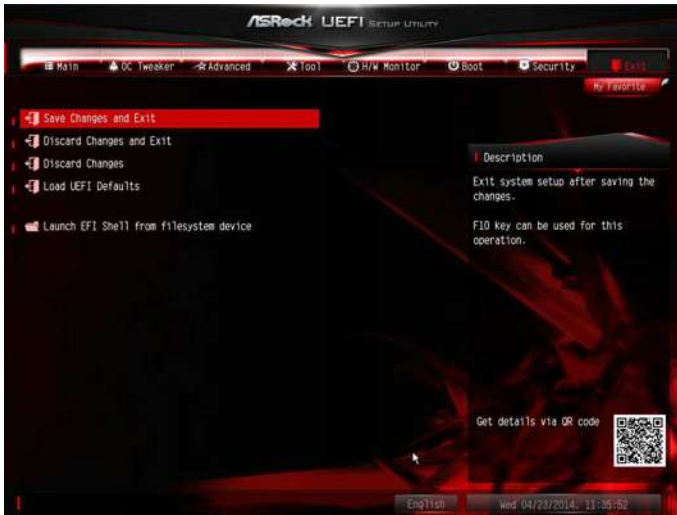 ASRock UEFI SETUP UTILITY
Main OC Tweaker Advanced Tool H/W Monitor Boot Security Exit
My Favorite
Save Changes and Exit
Discard Changes and Exit
Discard Changes
Load UEFI Defaults
Launch EFI Shell from filesystem device
Description
Exit system setup after saving the
changes.
F10 key can be used for this
operation.
Get details via QR code
English
Wed 04/23/2014. 11:35:52